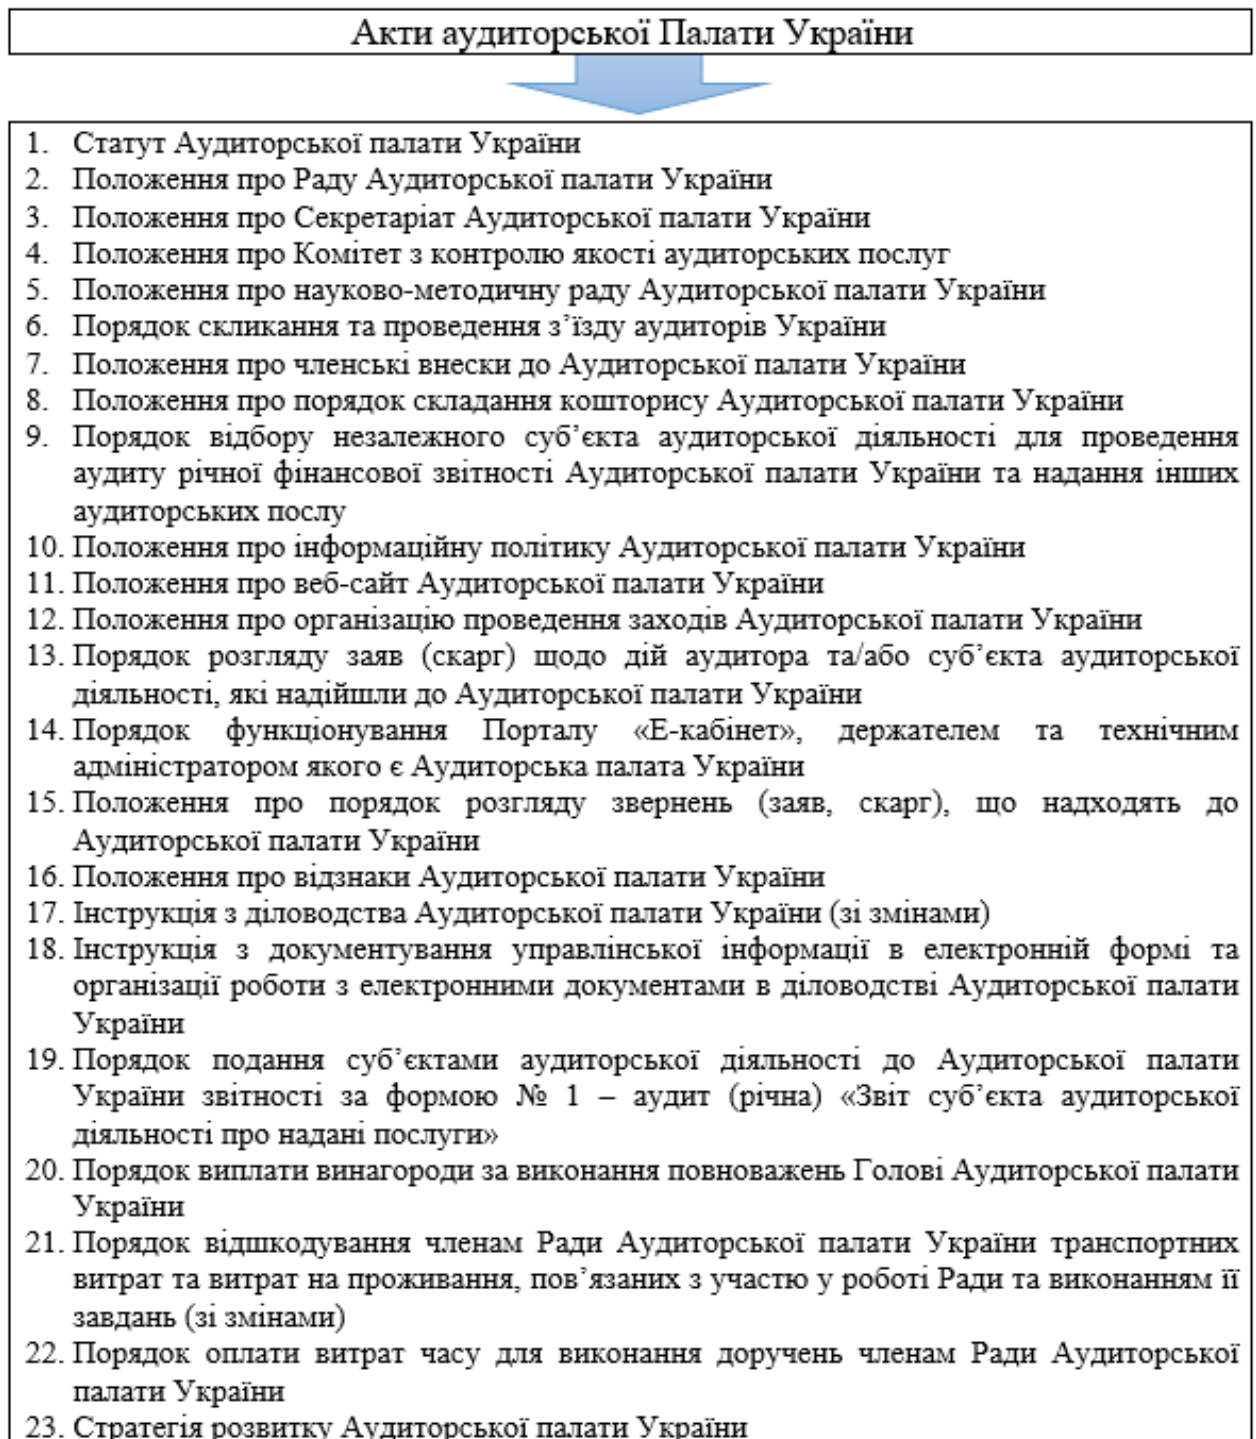 Акти аудиторської Палати України
1. Статут Аудиторської палати України
2. Положення про Раду Аудиторської палати України
3. Положення про Секретаріат Аудиторської палати України
4. Положення про Комітет з контролю якості аудиторських послуг
5. Положення про науково-методичну раду Аудиторської палати України
6. Порядок скликання та проведення з’їзду аудиторів України
7. Положення про членські внески до Аудиторської палати України
8. Положення про порядок складання кошторису Аудиторської палати України
9. Порядок відбору незалежного суб’єкта аудиторської діяльності для проведення
аудиту річної фінансової звітності Аудиторської палати України та надання інших
аудиторських послу
10. Положення про інформаційну політику Аудиторської палати України
11. Положення про веб-сайт Аудиторської палати України
12. Положення про організацію проведення заходів Аудиторської палати України
13. Порядок розгляду заяв (скарг) щодо дій аудитора та/або суб’єкта аудиторської
діяльності, які надійшли до Аудиторської палати України
14. Порядок функціонування Порталу «Е-кабінет», держателем та технічним
адміністратором якого є Аудиторська палата України
15. Положення про порядок розгляду звернень (заяв, скарг), що надходять до
Аудиторської палати України
16. Положення про відзнаки Аудиторської палати України
17. Інструкція з діловодства Аудиторської палати України (зі змінами)
18. Інструкція з документування управлінської інформації в електронній формі та
організації роботи з електронними документами в діловодстві Аудиторської палати
України
19. Порядок подання суб’єктами аудиторської діяльності до Аудиторської палати
України звітності за формою № 1 – аудит (річна) «Звіт суб’єкта аудиторської
діяльності про надані послуги»
20. Порядок виплати винагороди за виконання повноважень Голові Аудиторської палати
України
21. Порядок відшкодування членам Ради Аудиторської палати України транспортних
витрат та витрат на проживання, пов’язаних з участю у роботі Ради та виконанням її
завдань (зі змінами)
22. Порядок оплати витрат часу для виконання доручень членам Ради Аудиторської
палати України
23. Стратегія розвитку Аудиторської палати України